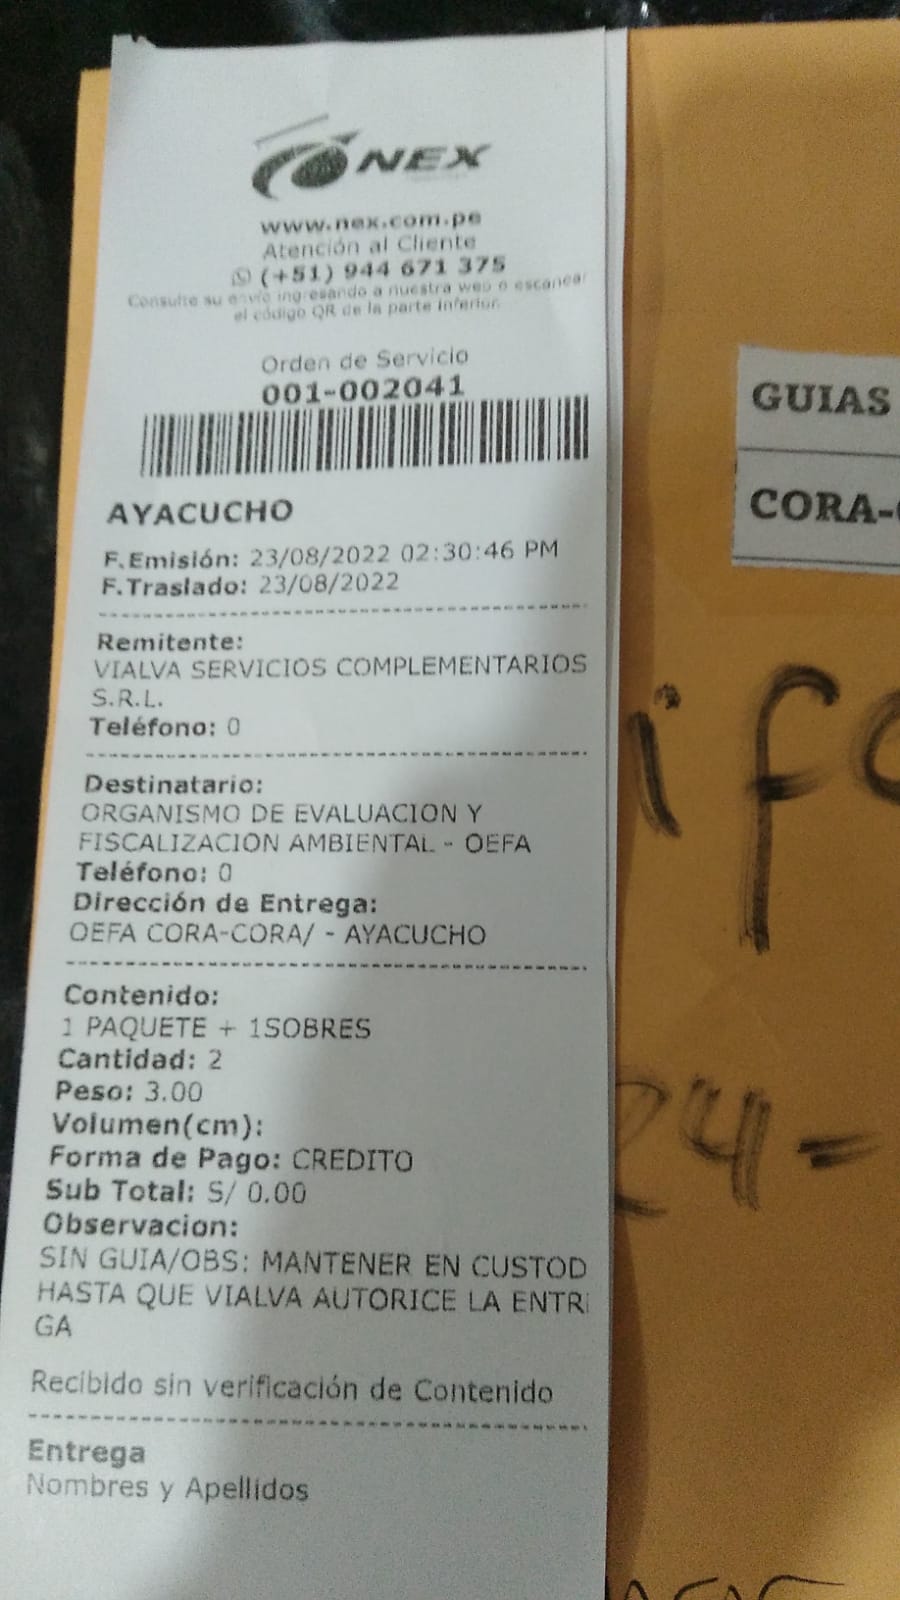 NEX
www.nex.com.pe
Atención al Cliente
(+51) 944 671 375
Consulte su envío ingresando a nuestra web o escanear
el código QR de la parte inferior.
Orden de Servicio
001-002041
AYACUCHO
F.Emisión: 23/08/2022 02:30:46 PM
F.Traslado: 23/08/2022
Remitente:
VIALVA SERVICIOS COMPLEMENTARIOS
S.R.L.
Teléfono: 0
Destinatario:
ORGANISMO DE EVALUACION Y
FISCALIZACION AMBIENTAL - OEFA
Teléfono: 0
Dirección de Entrega:
OEFA CORA-CORA/ - AYACUCHO
Contenido:
1 PAQUETE + 1SOBRES
Cantidad: 2
Peso: 3.00
Volumen(cm):
Forma de Pago: CREDITO
Sub Total: S/ 0.00
Observacion:
SIN GUIA/OBS: MANTENER EN CUSTOD
HASTA QUE VIALVA AUTORICE LA ENTR
GA
Recibido sin verificación de Contenido
Entrega
Nombres y Apellidos
GUIAS
CORA-
24-